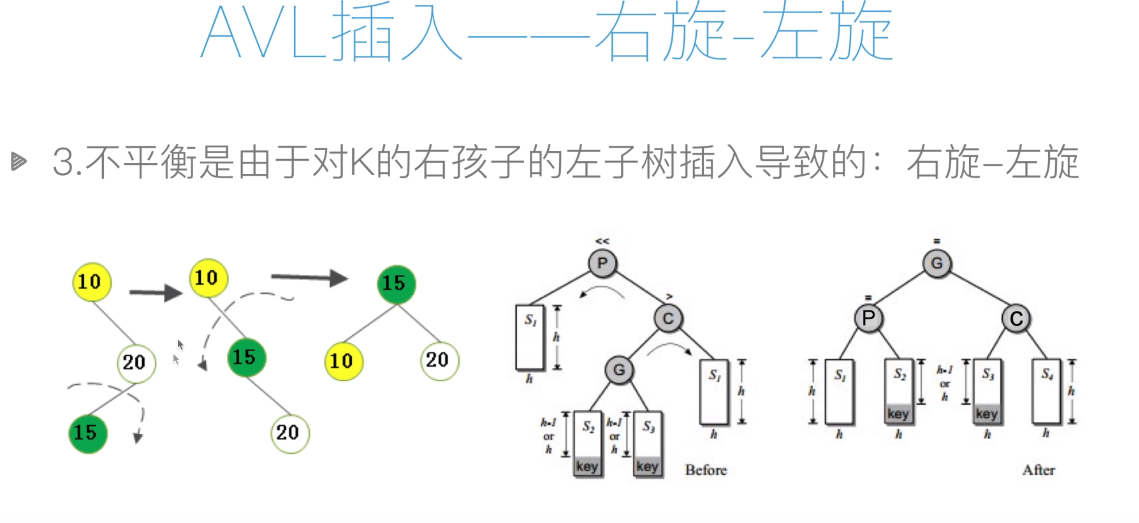 AVL插入——右旋-左旋
3.不平衡是由于对K的右孩子的左子树插入导致的：右旋–左旋
<< =
10 10 15 P G
> =
S₁ h C P C
20 15 10 20 G S₁ h S₁ h S₂ h-1 or h S₃ S₄ h
h
15 20 h-1 or h S₂ h-1 or h S₃ h key key
h h h h
key key Before After